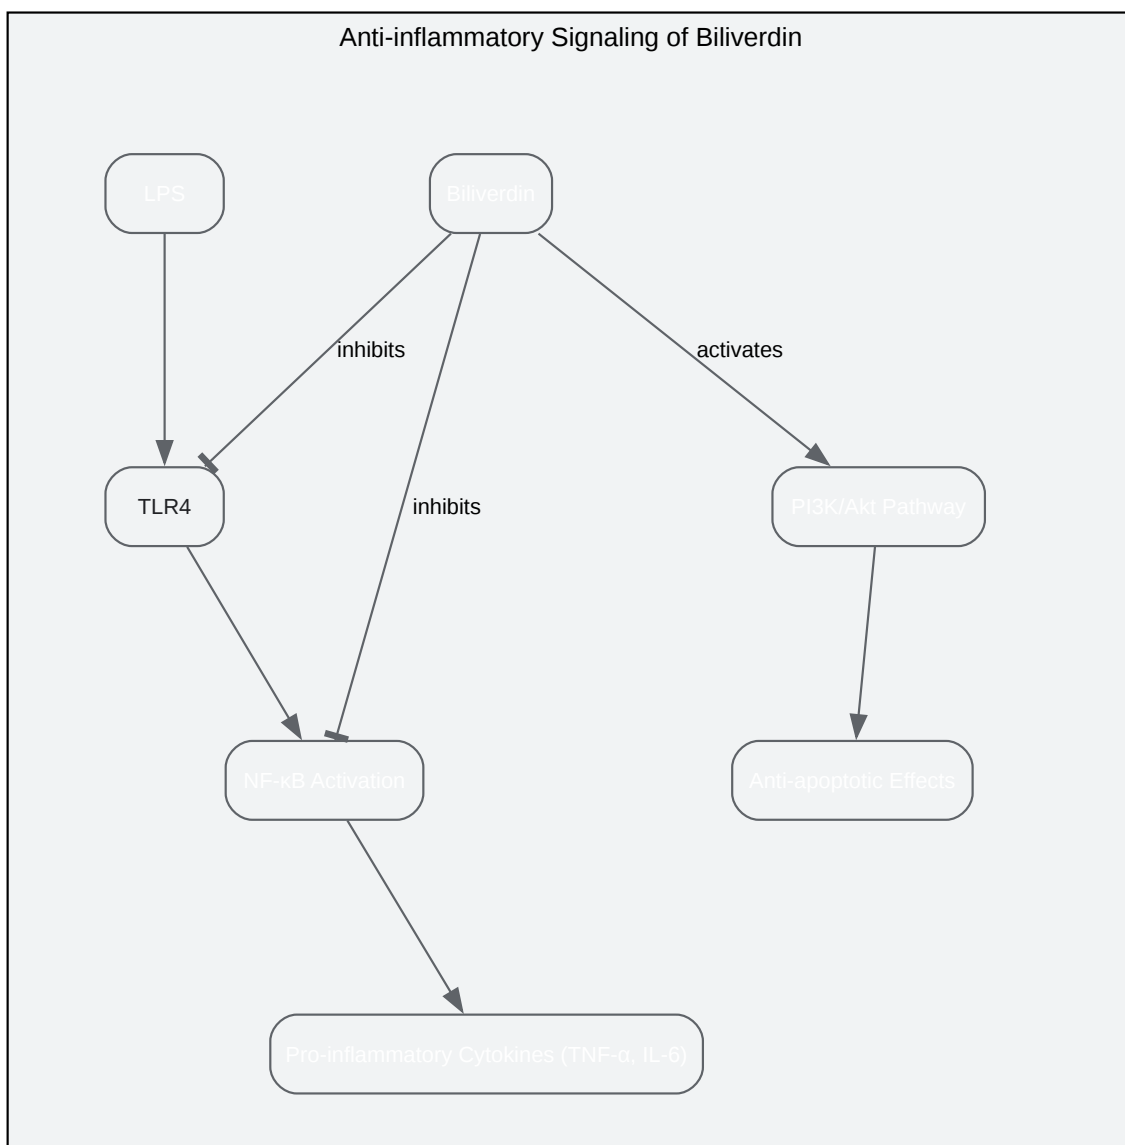 Anti-inflammatory Signaling of Biliverdin
LPS
Biliverdin
inhibits
activates
TLR4
inhibits
PI3K/Akt Pathway
NF-κB Activation
Anti-apoptotic Effects
Pro-inflammatory Cytokines (TNF-α, IL-6)